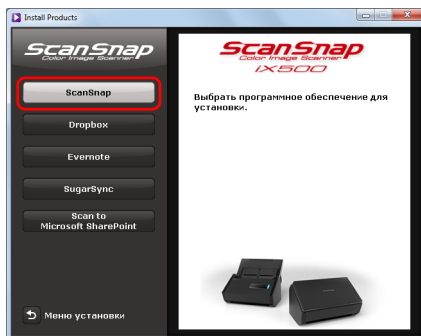 Install Products
ScanSnap
Color Image Scanner
ScanSnap
Dropbox
Evernote
SugarSync
Scan to
Microsoft SharePoint
Меню установки
ScanSnap
Color Image Scanner
iX500
Выбрать программное обеспечение для
установки.